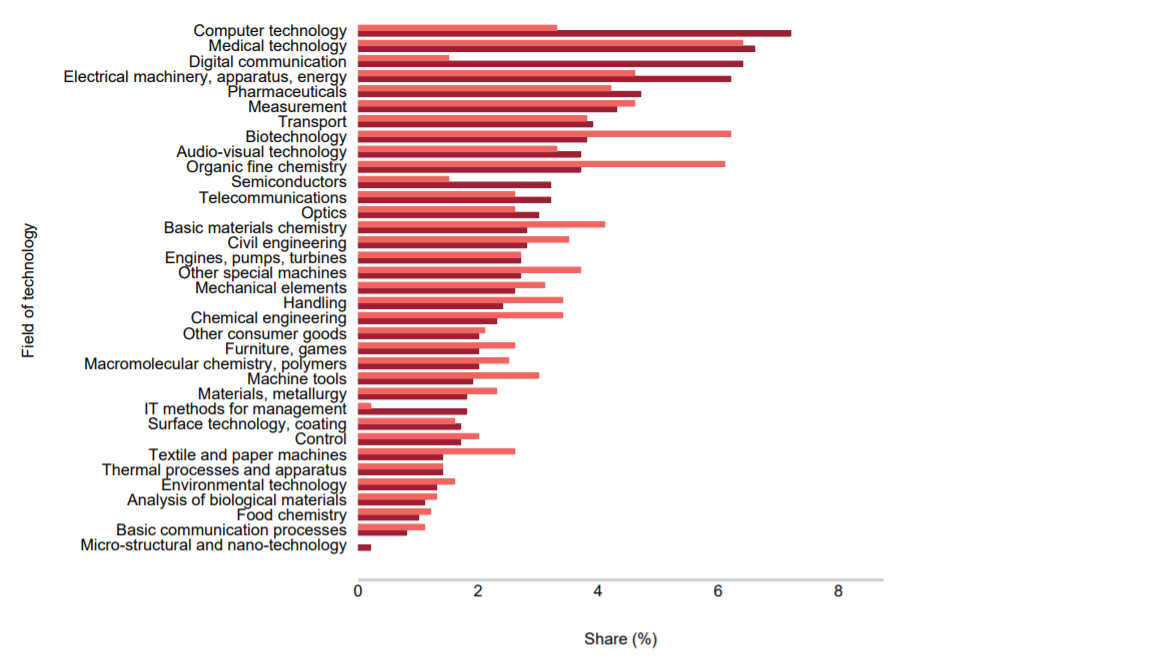 Computer technology
Medical technology
Digital communication
Electrical machinery, apparatus, energy
Pharmaceuticals
Measurement
Transport
Biotechnology
Audio-visual technology
Organic fine chemistry
Semiconductors
Telecommunications
Optics
Basic materials chemistry
Civil engineering
Engines, pumps, turbines
Other special machines
Mechanical elements
Handling
Chemical engineering
Other consumer goods
Furniture, games
Macromolecular chemistry, polymers
Machine tools
Materials, metallurgy
IT methods for management
Surface technology, coating
Control
Textile and paper machines
Thermal processes and apparatus
Environmental technology
Analysis of biological materials
Food chemistry
Basic communication processes
Micro-structural and nano-technology
Field of technology
0 2 4 6 8
Share (%)